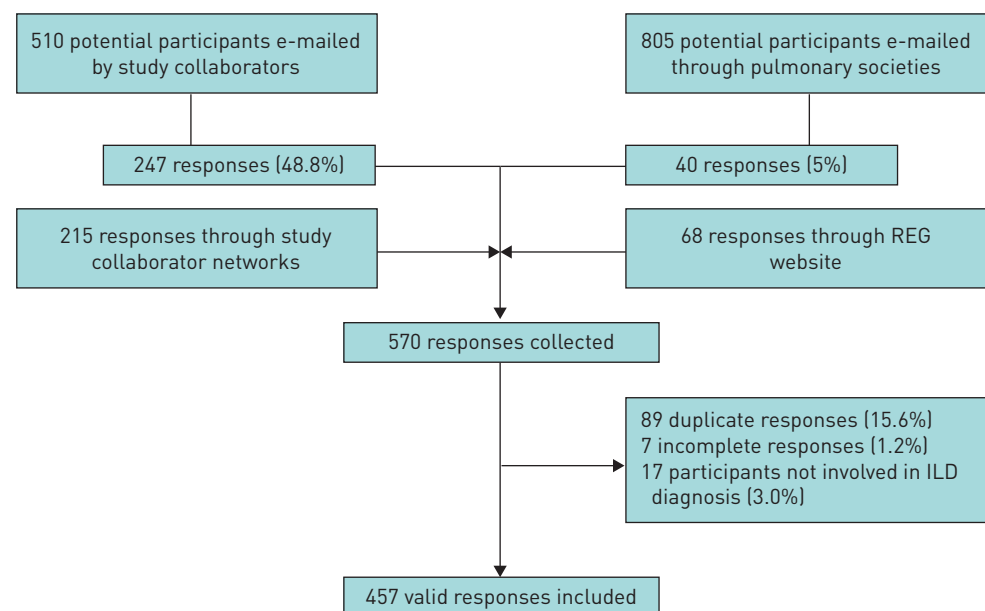 510 potential participants e-mailed
by study collaborators
805 potential participants e-mailed
through pulmonary societies
247 responses (48.8%)
40 responses (5%)
215 responses through study
collaborator networks
68 responses through REG
website
570 responses collected
89 duplicate responses (15.6%)
7 incomplete responses (1.2%)
17 participants not involved in ILD
diagnosis (3.0%)
457 valid responses included